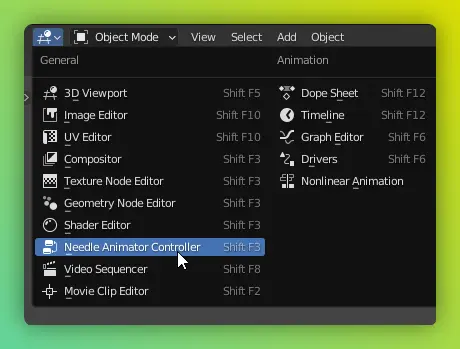 Object Mode View Select Add Object
General Animation
3D Viewport Shift F5 Dope Sheet Shift F12
Image Editor Shift F10 Timeline Shift F12
UV Editor Shift F10 Graph Editor Shift F6
Compositor Shift F3 Drivers Shift F6
Texture Node Editor Shift F3 Nonlinear Animation
Geometry Node Editor Shift F3
Shader Editor Shift F3
Needle Animator Controller Shift F3
Video Sequencer Shift F8
Movie Clip Editor Shift F2